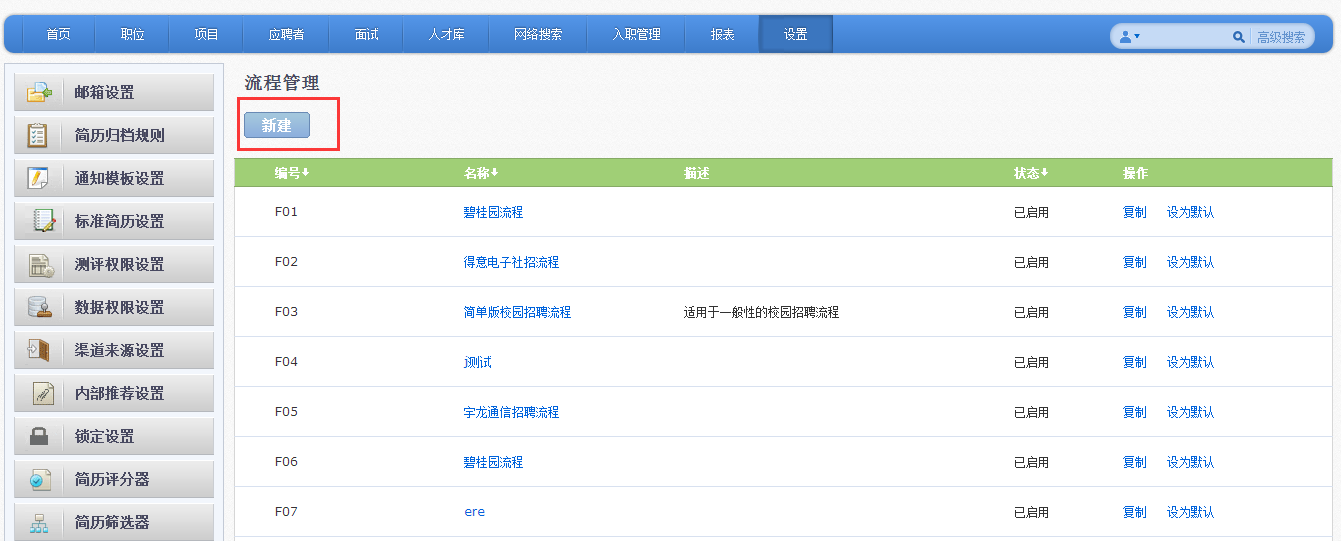 首页 职位 项目 应聘者 面试 人才库 网络搜索 入职管理 报表 设置 高级搜索
邮箱设置
简历归档规则
通知模板设置
标准简历设置
测评权限设置
数据权限设置
渠道来源设置
内部推荐设置
锁定设置
简历评分器
简历筛选器
流程管理
新建
编号 名称 描述 状态 操作
F01 碧桂园流程 已启用 复制 设为默认
F02 得意电子社招流程 已启用 复制 设为默认
F03 简单版校园招聘流程 适用于一般性的校园招聘流程 已启用 复制 设为默认
F04 j测试 已启用 复制 设为默认
F05 宇龙通信招聘流程 已启用 复制 设为默认
F06 碧桂园流程 已启用 复制 设为默认
F07 ere 已启用 复制 设为默认